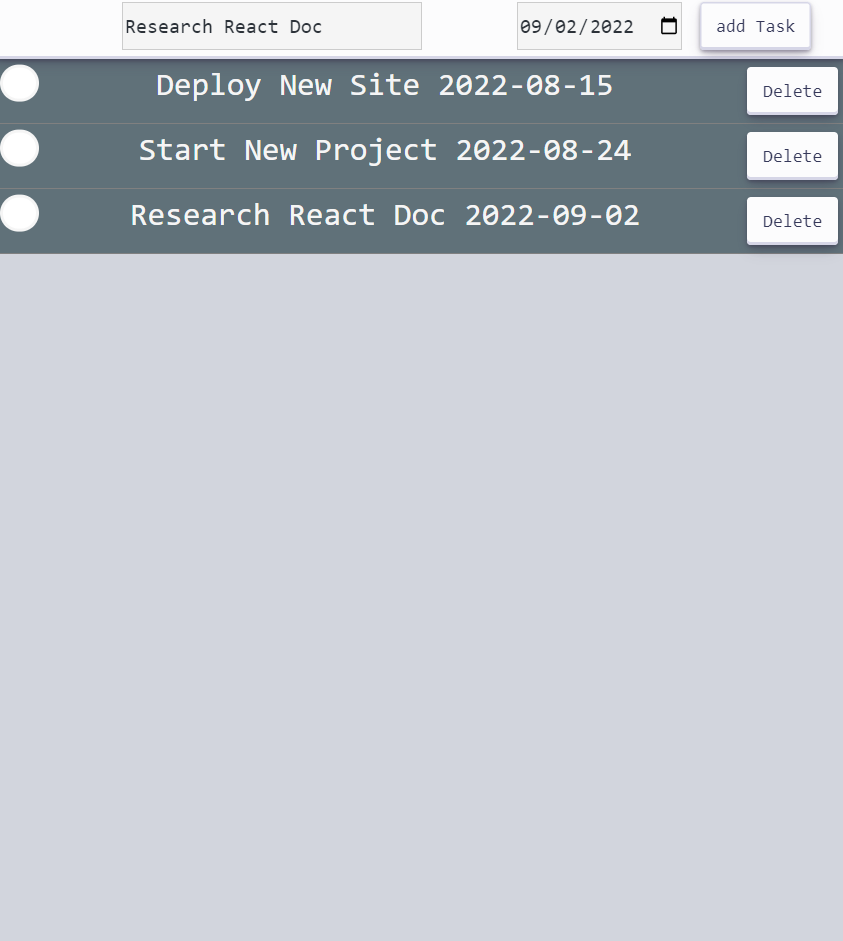 Research React Doc 09/02/2022 add Task
Deploy New Site 2022-08-15 Delete
Start New Project 2022-08-24 Delete
Research React Doc 2022-09-02 Delete